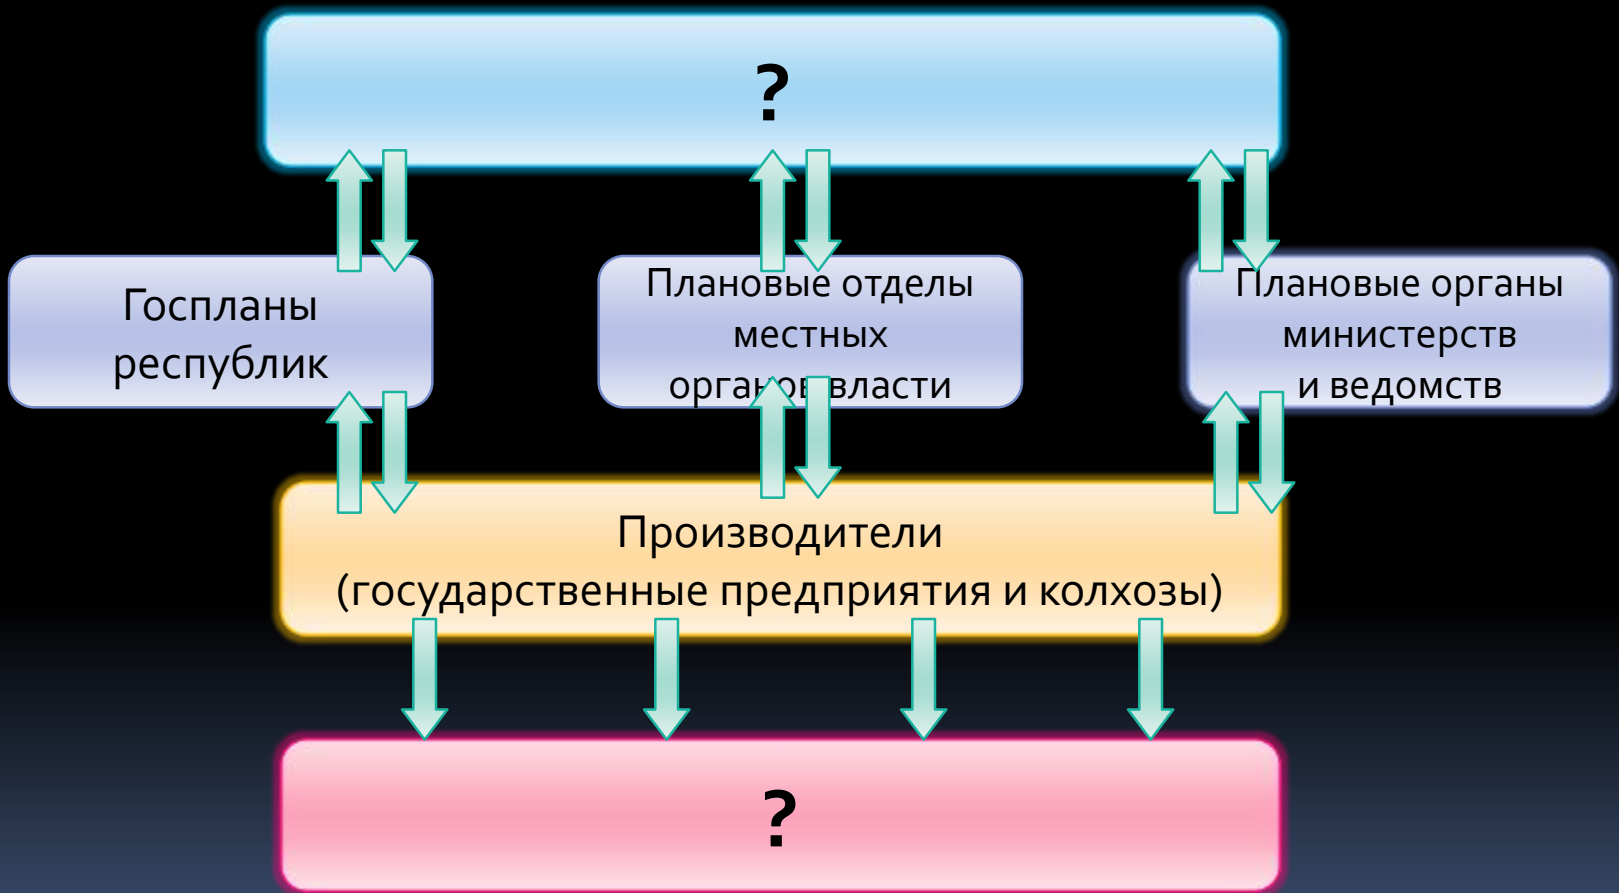 ?
Госпланы
республик
Плановые отделы
местных
органов власти
Плановые органы
министерств
и ведомств
Производители
(государственные предприятия и колхозы)
?